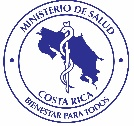 MINISTERIO DE SALUD
COSTA RICA
BIENESTAR PARA TODOS